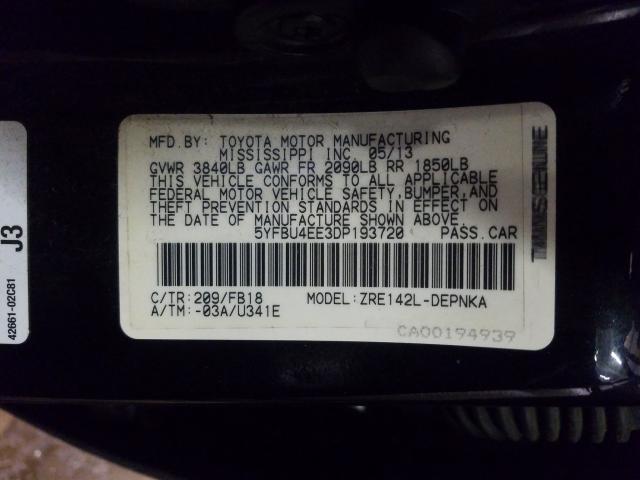 MFD.BY: TOYOTA MOTOR MANUFACTURING
MISSISSIPPI INC. 05/13
GVWR 3840LB GAWR FR 2090LB RR 1850LB
THIS VEHICLE CONFORMS TO ALL APPLICABLE
FEDERAL MOTOR VEHICLE SAFETY,BUMPER,AND
THEFT PREVENTION STANDARDS IN EFFECT ON
THE DATE OF MANUFACTURE SHOWN ABOVE.
5YFBU4EE3DP193720 PASS.CAR
C/TR:209/FB18 MODEL:ZRE142L-DEPNKA
A/TM:-03A/U341E
CA00194939
J3
42661-02C81